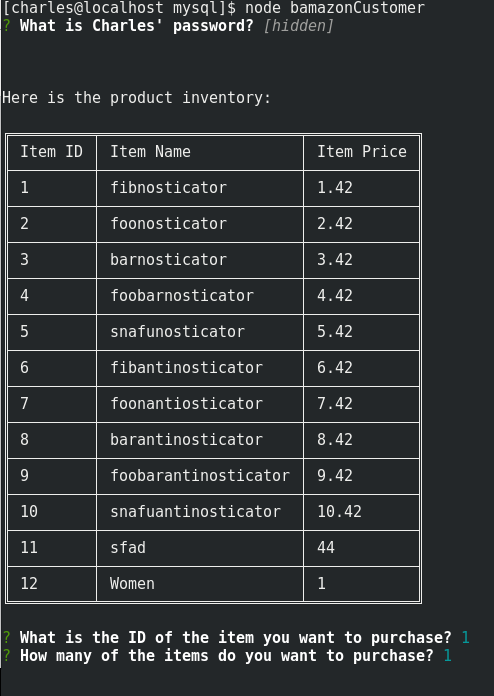 [charles@localhost mysql]$ node bamazonCustomer
? What is Charles' password? [hidden]
Here is the product inventory:
Item ID Item Name Item Price
1 fibnosticator 1.42
2 foonosticator 2.42
3 barnosticator 3.42
4 foobarnosticator 4.42
5 snafunosticator 5.42
6 fibantinosticator 6.42
7 foonantiosticator 7.42
8 barantinosticator 8.42
9 foobarantinosticator 9.42
10 snafuantinosticator 10.42
11 sfad 44
12 Women 1
? What is the ID of the item you want to purchase? 1
? How many of the items do you want to purchase? 1